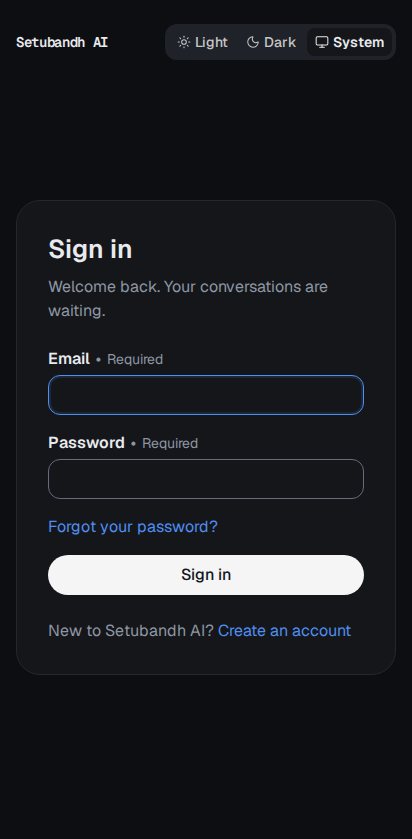 Setubandh AI
Light
Dark
System
Sign in
Welcome back. Your conversations are
waiting.
Email • Required
Password • Required
Forgot your password?
Sign in
New to Setubandh AI? Create an account